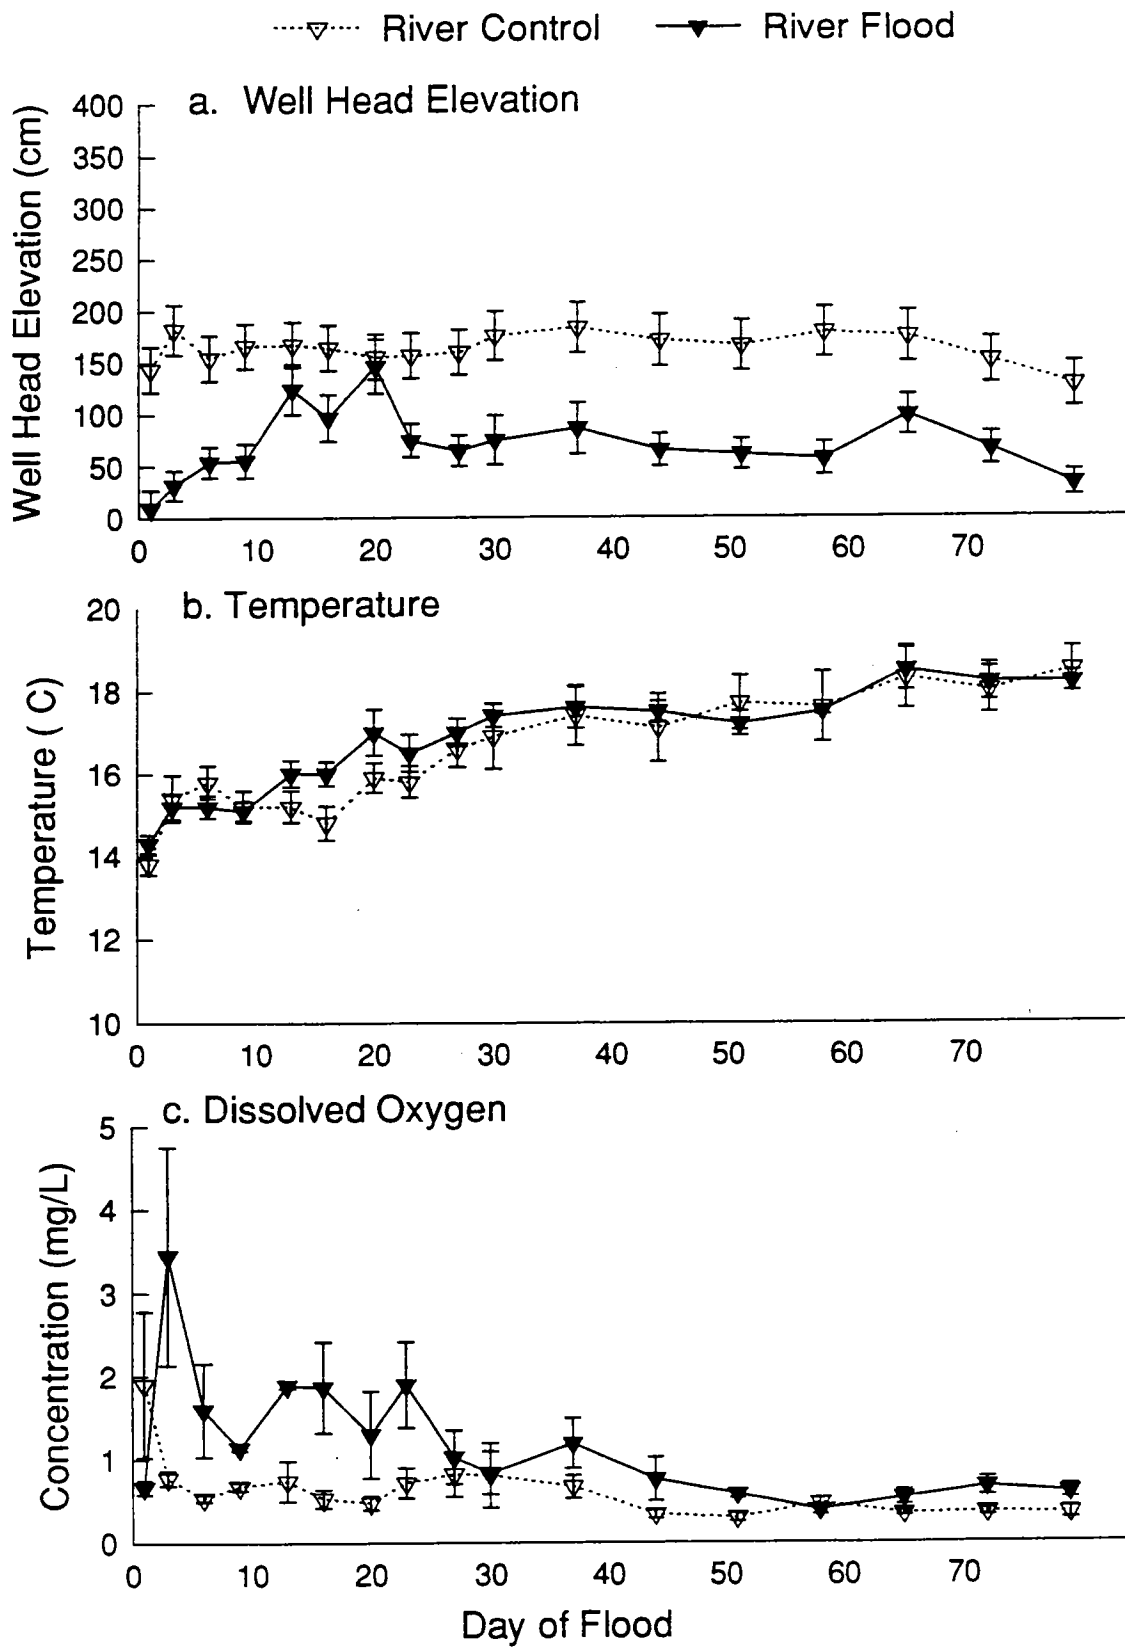 River Control River Flood
a. Well Head Elevation
Well Head Elevation (cm)
400
350
300
250
200
150
100
50
0
0 10 20 30 40 50 60 70
b. Temperature
Temperature ( C)
20
18
16
14
12
10
0 10 20 30 40 50 60 70
c. Dissolved Oxygen
Concentration (mg/L)
5
4
3
2
1
0
0 10 20 30 40 50 60 70
Day of Flood